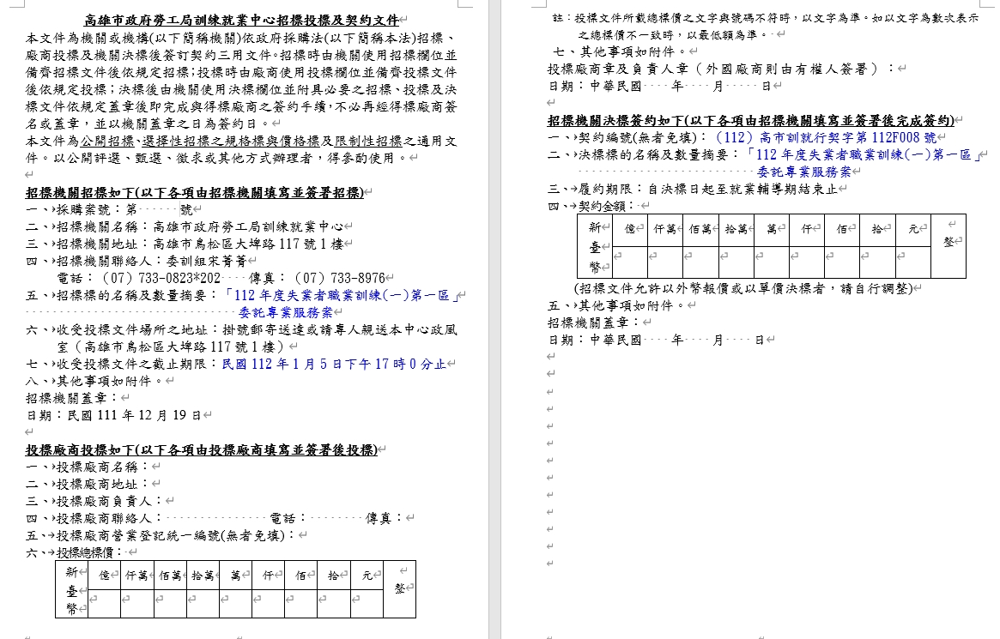 高雄市政府勞工局訓練就業中心招標投標及契約文件
本文件為機關或機構(以下簡稱機關)依政府採購法(以下簡稱本法)招標、
廠商投標及機關決標後簽訂契約三用文件。招標時由機關使用招標欄位並
備齊招標文件後依規定招標;投標時由廠商使用投標欄位並備齊投標文件
後依規定投標;決標後由機關使用決標欄位並附具必要之招標、投標及決
標文件依規定蓋章後即完成與得標廠商之簽約手續,不必再經得標廠商簽
名或蓋章,並以機關蓋章之日為簽約日。
本文件為公開招標、選擇性招標之規格標與價格標及限制性招標之通用文
件。以公開評選、甄選、徵求或其他方式辦理者,得參酌使用。
招標機關招標如下(以下各項由招標機關填寫並簽署招標)
一、採購案號:第 號
二、招標機關名稱:高雄市政府勞工局訓練就業中心
三、招標機關地址:高雄市鳥松區大埤路117號1樓
四、招標機關聯絡人:委訓組宋菁菁
電話:(07)733-0823*202 傳真:(07)733-8976
五、招標標的名稱及數量摘要:「112年度失業者職業訓練(一)第一區」
委託專業服務案
六、收受投標文件場所之地址:掛號郵寄送達或請專人親送本中心政風
室(高雄市鳥松區大埤路117號1樓)
七、收受投標文件之截止期限:民國112年1月5日下午17時0分止
八、其他事項如附件。
招標機關蓋章:
日期:民國111年12月19日
投標廠商投標如下(以下各項由投標廠商填寫並簽署後投標)
一、投標廠商名稱:
二、投標廠商地址:
三、投標廠商負責人:
四、投標廠商聯絡人: 電話: 傳真:
五、投標廠商營業登記統一編號(無者免填):
六、投標總標價:
新臺幣 億 仟萬 佰萬 拾萬 萬 仟 佰 拾 元 整
註:投標文件所載總標價之文字與號碼不符時,以文字為準。如以文字為數次表示
之總標價不一致時,以最低額為準。
七、其他事項如附件。
投標廠商章及負責人章(外國廠商則由有權人簽署):
日期:中華民國 年 月 日
招標機關決標簽約如下(以下各項由招標機關填寫並簽署後完成簽約)
一、契約編號(無者免填):(112)高市訓就行契字第112F008號
二、決標標的名稱及數量摘要:「112年度失業者職業訓練(一)第一區」
委託專業服務案
三、履約期限:自決標日起至就業輔導期結束止
四、契約金額:
新臺幣 億 仟萬 佰萬 拾萬 萬 仟 佰 拾 元 整
(招標文件允許以外幣報價或以單價決標者,請自行調整)
五、其他事項如附件。
招標機關蓋章:
日期:中華民國 年 月 日